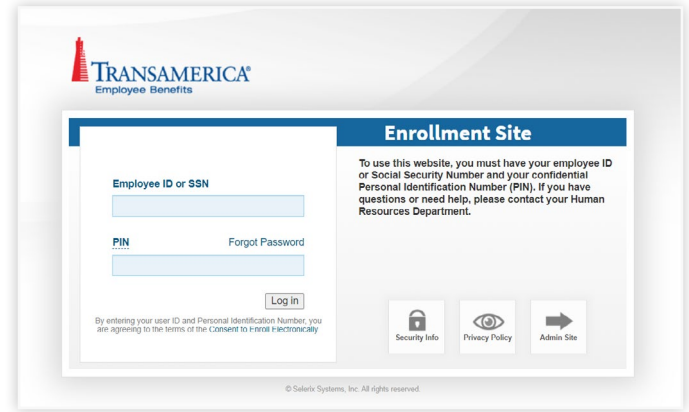 TRANSAMERICA®
Employee Benefits
Enrollment Site
Employee ID or SSN
PIN Forgot Password
Log in
By entering your user ID and Personal Identification Number, you
are agreeing to the terms of the Consent to Enroll Electronically
To use this website, you must have your employee ID
or Social Security Number and your confidential
Personal Identification Number (PIN). If you have
questions or need help, please contact your Human
Resources Department.
Security Info Privacy Policy Admin Site
© Selerix Systems, Inc. All rights reserved.